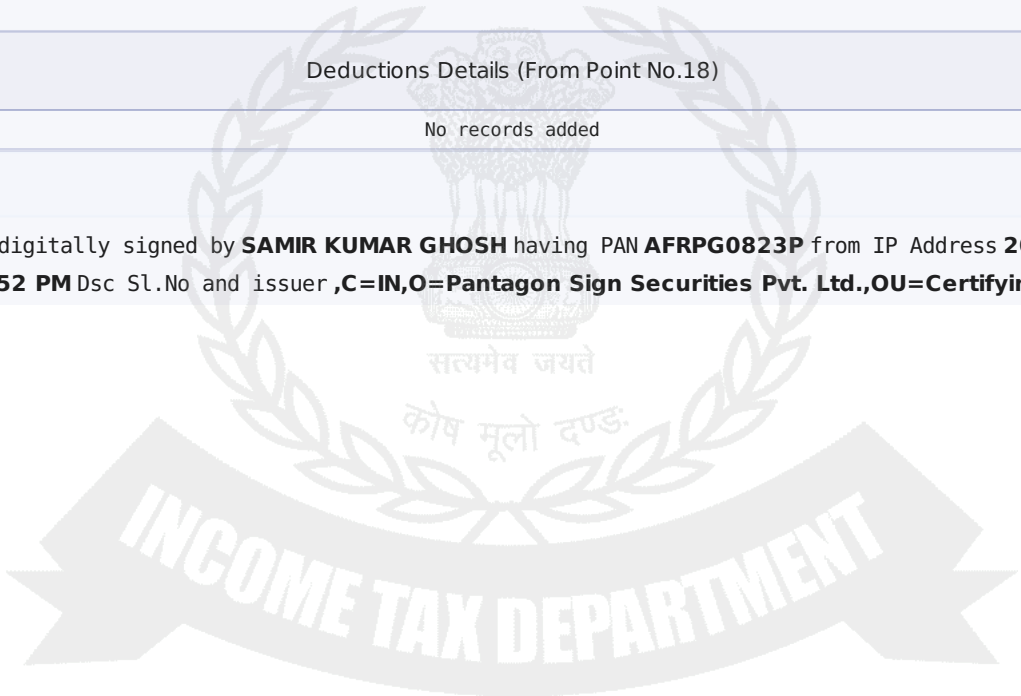 Deductions Details (From Point No.18)
No records added
digitally signed by SAMIR KUMAR GHOSH having PAN AFRPG0823P from IP Address
52 PM Dsc Sl.No and issuer ,C=IN,O=Pantagon Sign Securities Pvt. Ltd.,OU=
सत्यमेव जयते
कोष मूलो दण्डः
INCOME TAX DEPARTMENT